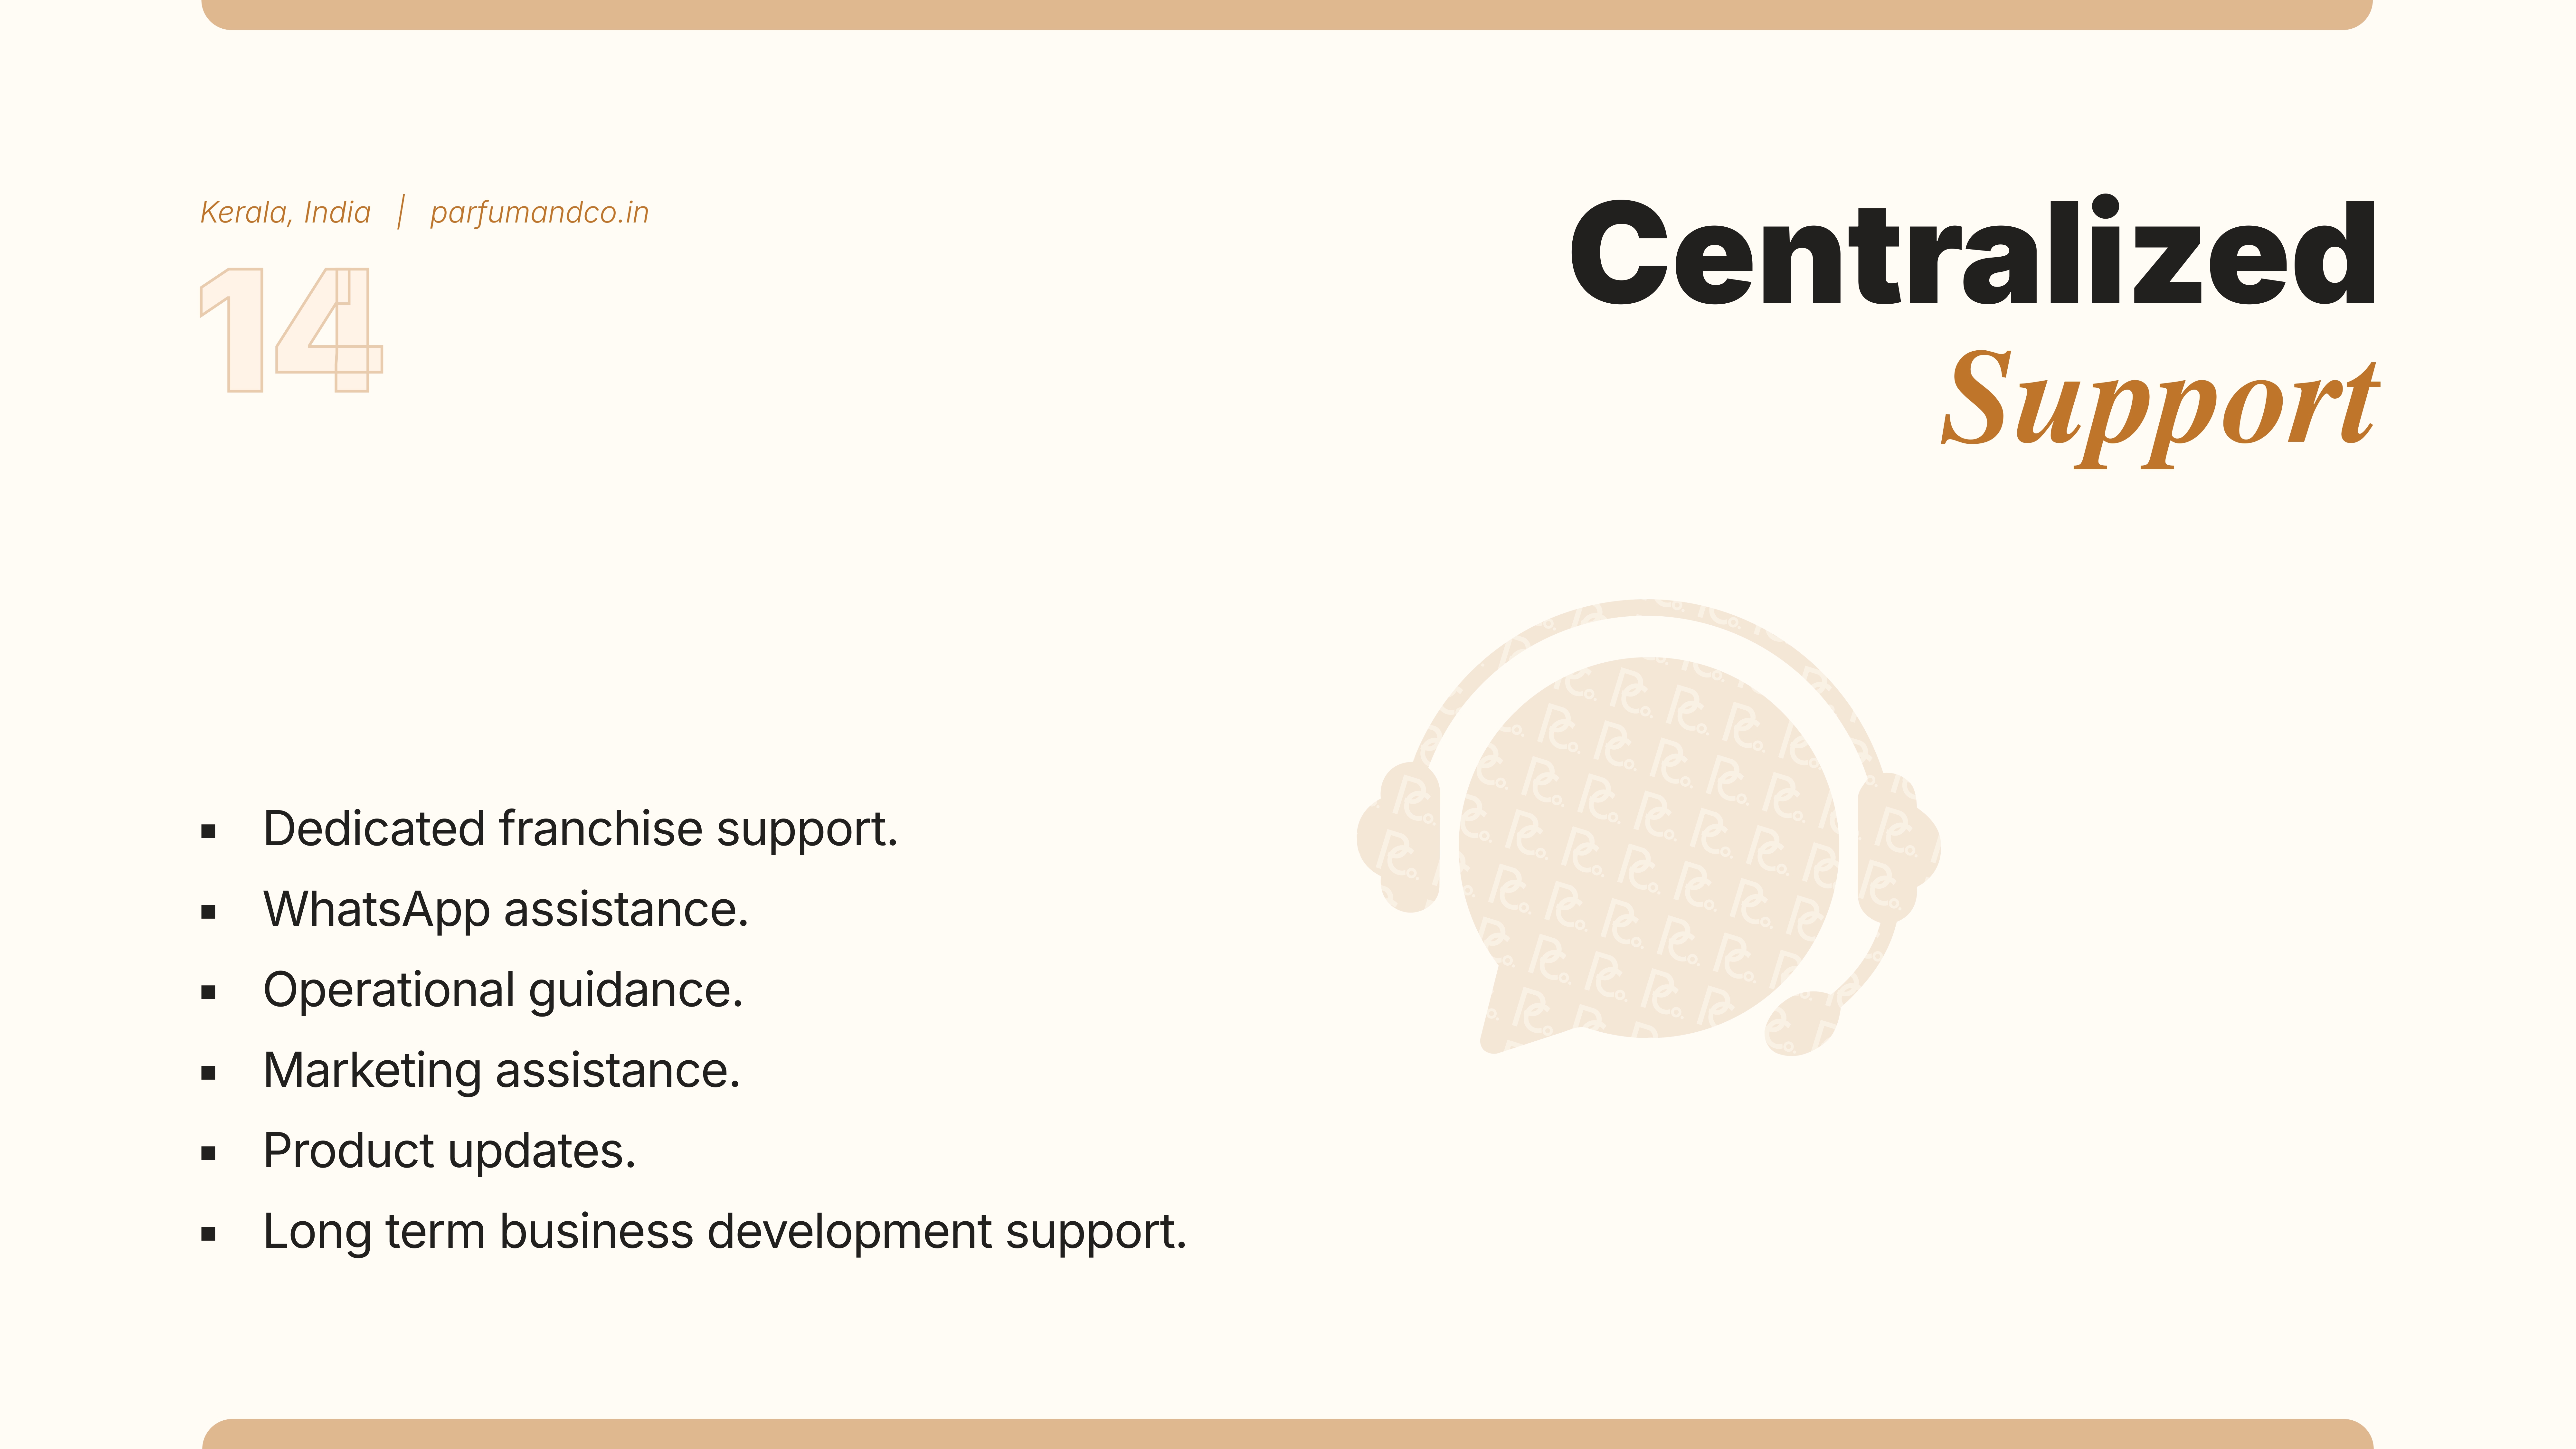 Kerala, India | parfumandco.in
14
Centralized
Support
▪ Dedicated franchise support.
▪ WhatsApp assistance.
▪ Operational guidance.
▪ Marketing assistance.
▪ Product updates.
▪ Long term business development support.